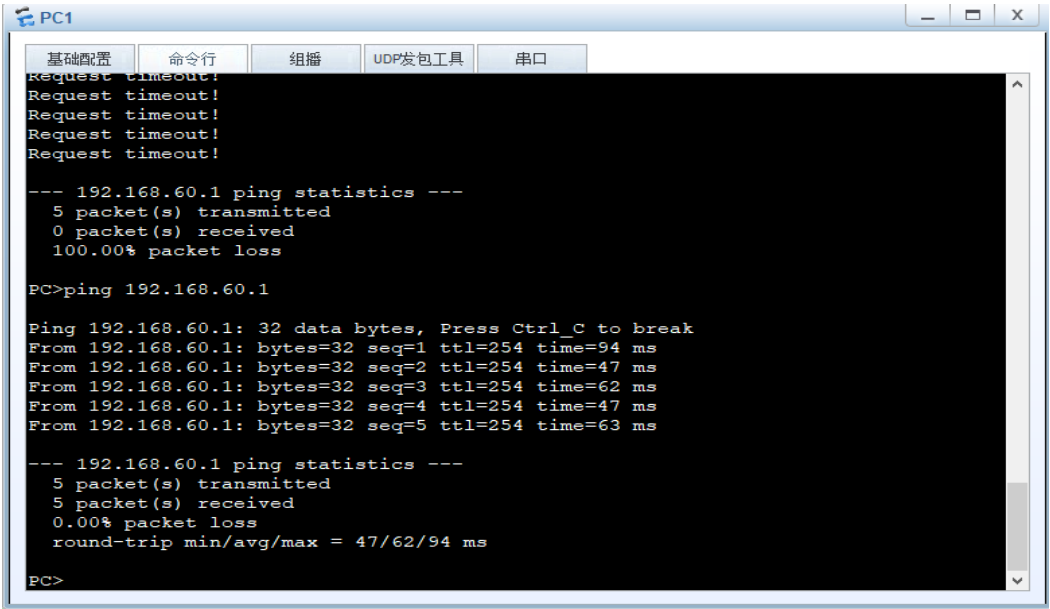 PC1
基础配置 命令行 组播 UDP发包工具 串口
Request timeout!
Request timeout!
Request timeout!
Request timeout!
Request timeout!
--- 192.168.60.1 ping statistics ---
5 packet(s) transmitted
0 packet(s) received
100.00% packet loss
PC>ping 192.168.60.1
Ping 192.168.60.1: 32 data bytes, Press Ctrl_C to break
From 192.168.60.1: bytes=32 seq=1 ttl=254 time=94 ms
From 192.168.60.1: bytes=32 seq=2 ttl=254 time=47 ms
From 192.168.60.1: bytes=32 seq=3 ttl=254 time=62 ms
From 192.168.60.1: bytes=32 seq=4 ttl=254 time=47 ms
From 192.168.60.1: bytes=32 seq=5 ttl=254 time=63 ms
--- 192.168.60.1 ping statistics ---
5 packet(s) transmitted
5 packet(s) received
0.00% packet loss
round-trip min/avg/max = 47/62/94 ms
PC>